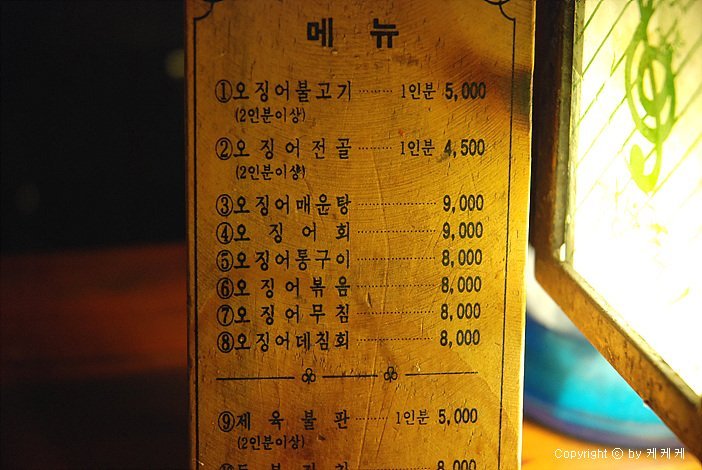 메 뉴
①오징어불고기 ········ 1인분 5,000
(2인분이상)
②오징어전골 ········ 1인분 4,500
(2인분이상)
③오징어매운탕 ········ 9,000
④오징어회 ········ 9,000
⑤오징어통구이 ········ 8,000
⑥오징어볶음 ········ 8,000
⑦오징어무침 ········ 8,000
⑧오징어데침회 ········ 8,000
⑨제육불판 ········ 1인분 5,000
(2인분이상)
8,000
Copyright ⓒ by 케케케